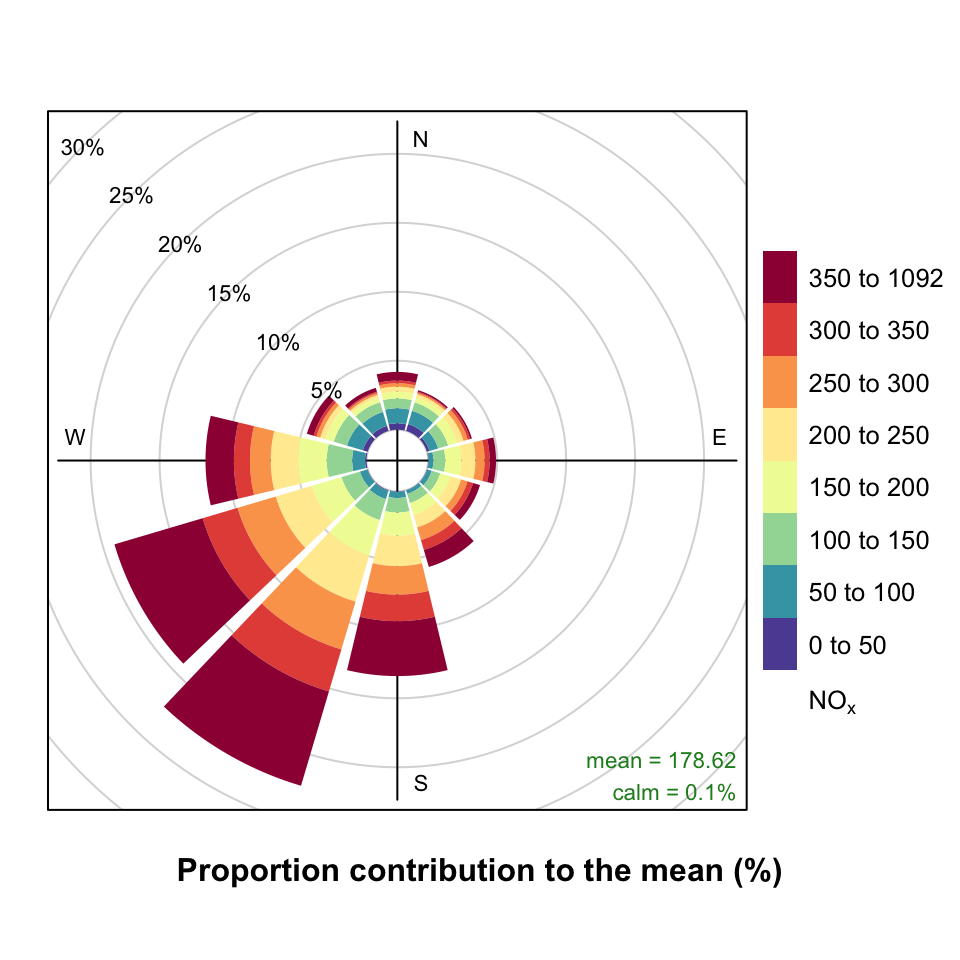 N
30%
25%
20%
15%
10%
5%
W
E
S
mean = 178.62
calm = 0.1%
350 to 1092
300 to 350
250 to 300
200 to 250
150 to 200
100 to 150
50 to 100
0 to 50
NOₓ
Proportion contribution to the mean (%)